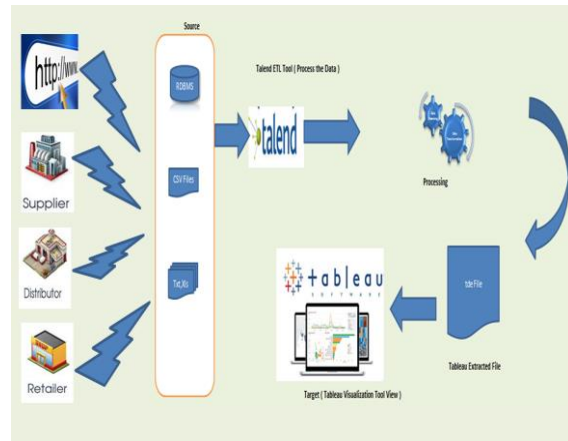 Source
http://www.
RDBMS
Talend ETL Tool ( Process the Data )
talend
Supplier
CSV Files
Processing
Distributor
Txt,Xls
tableau
SOFTWARE
tde File
Retailer
Tableau Extracted File
Target ( Tableau Visualization Tool View )